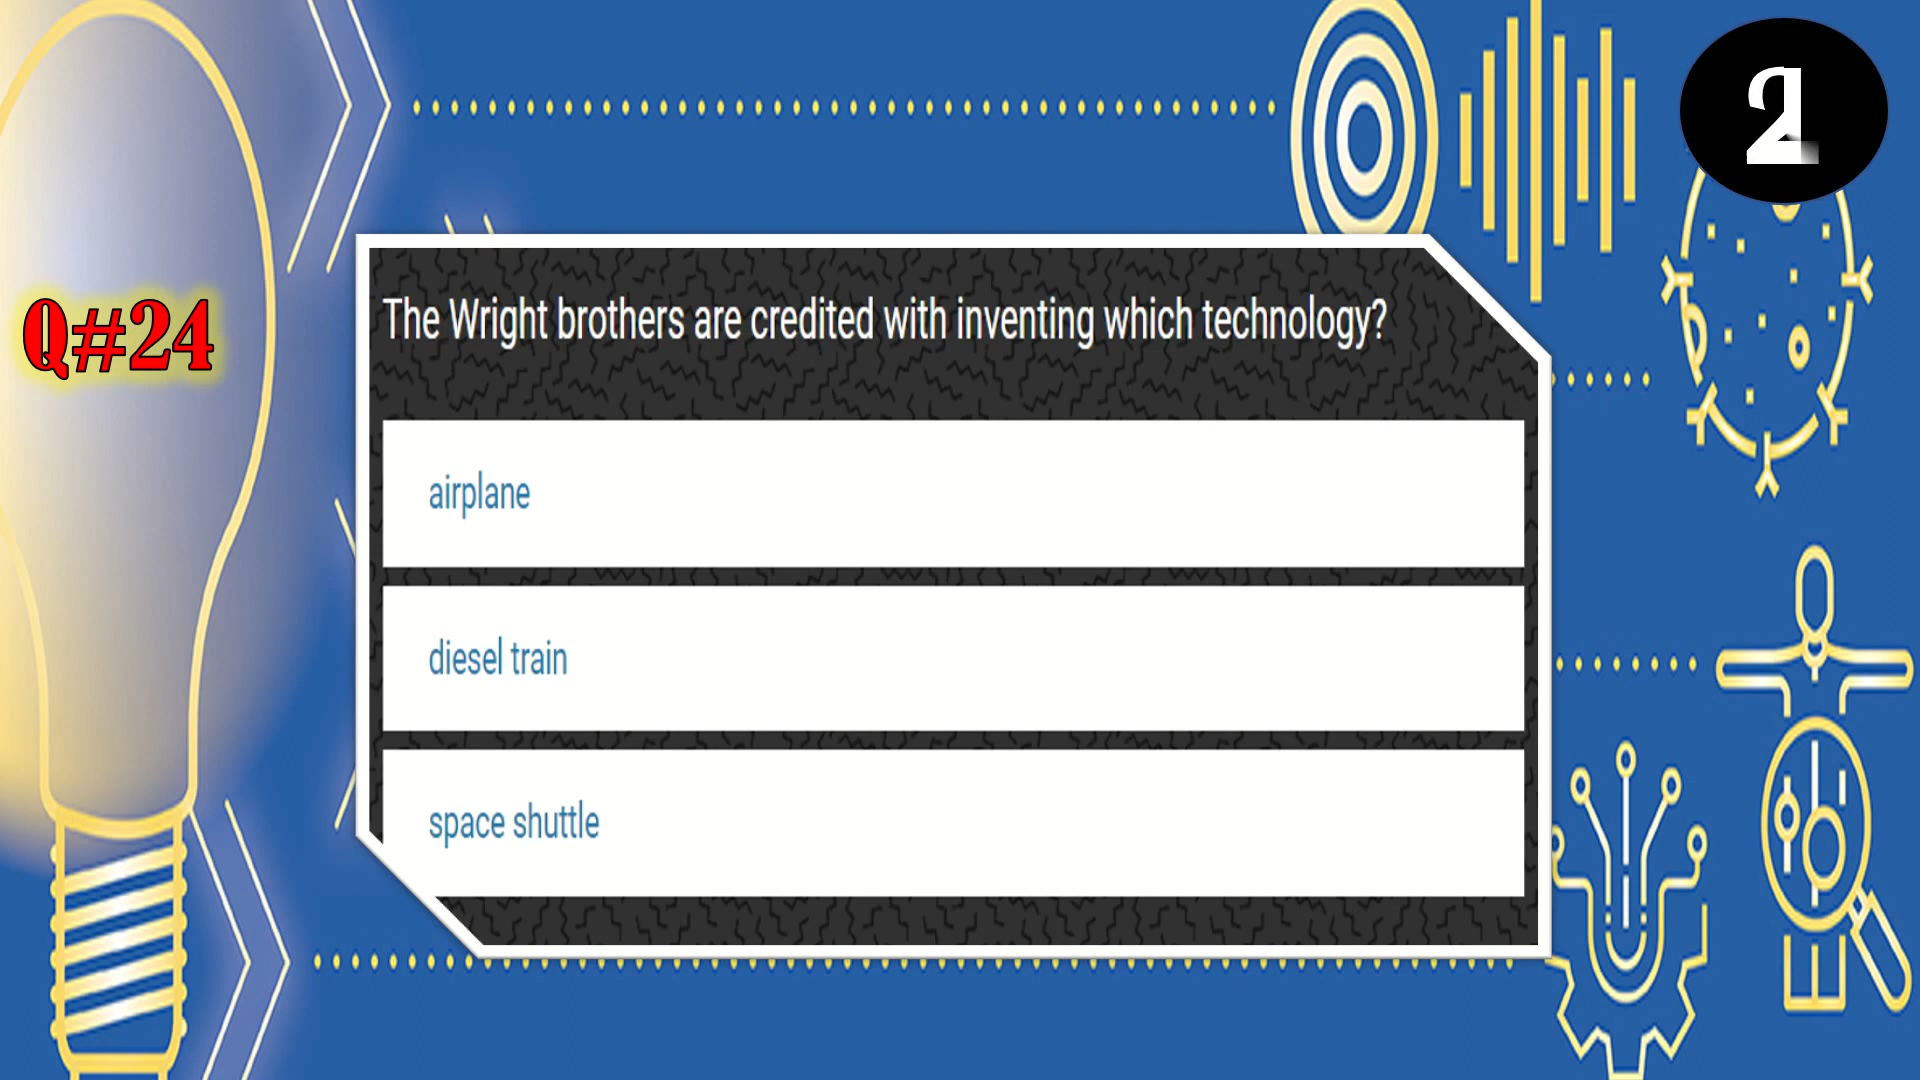 Q#24
The Wright brothers are credited with inventing which technology?
airplane
diesel train
space shuttle